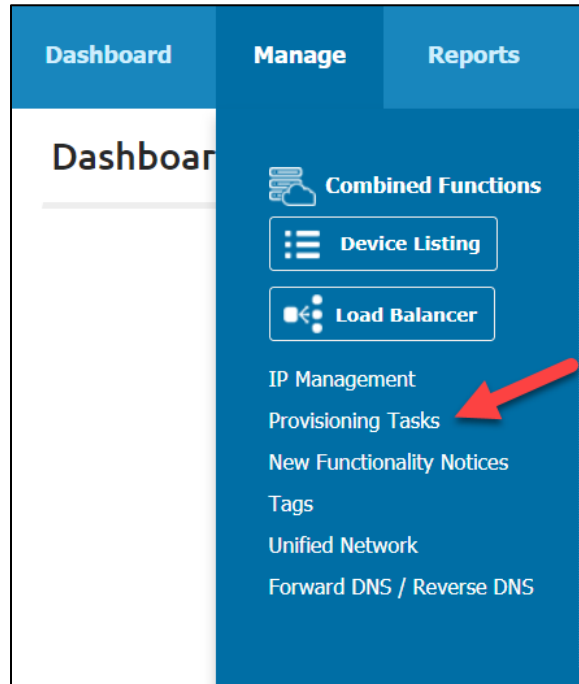 Dashboard Manage Reports
Dashboar
Combined Functions
Device Listing
Load Balancer
IP Management
Provisioning Tasks
New Functionality Notices
Tags
Unified Network
Forward DNS / Reverse DNS